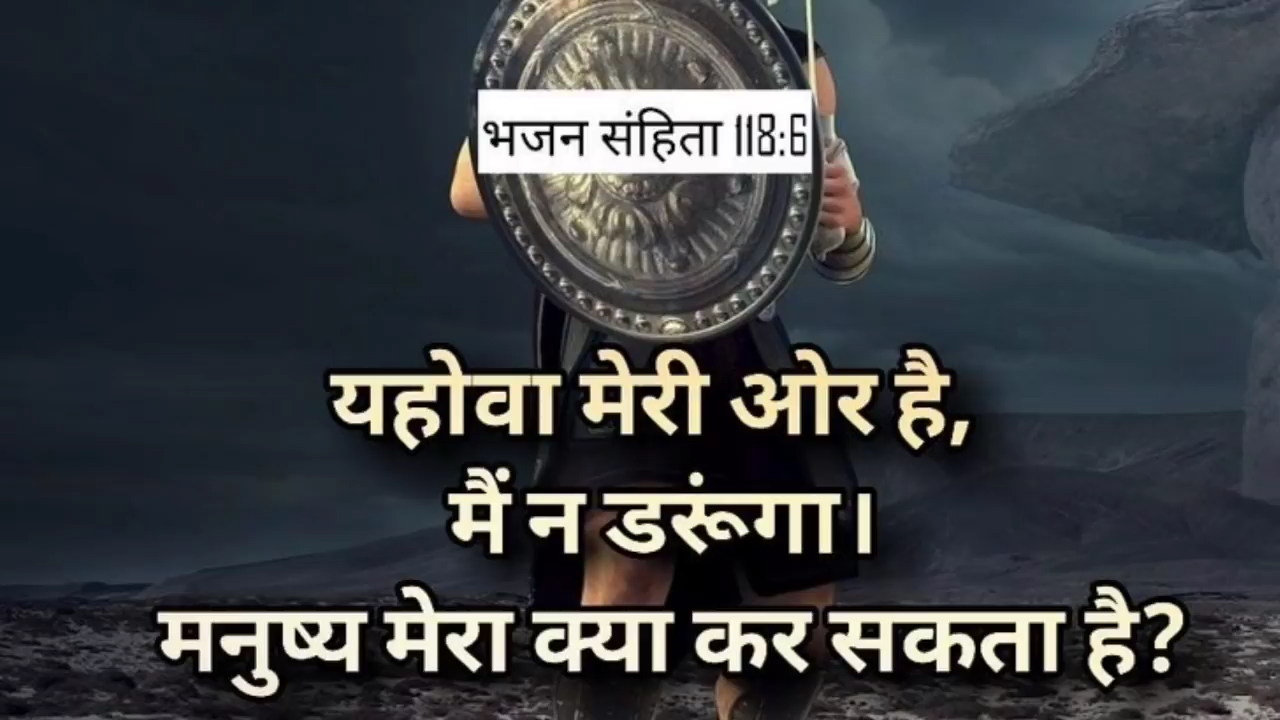 भजन संहिता 118:6
यहोवा मेरी ओर है,
मैं न डरूंगा।
मनुष्य मेरा क्या कर सकता है?